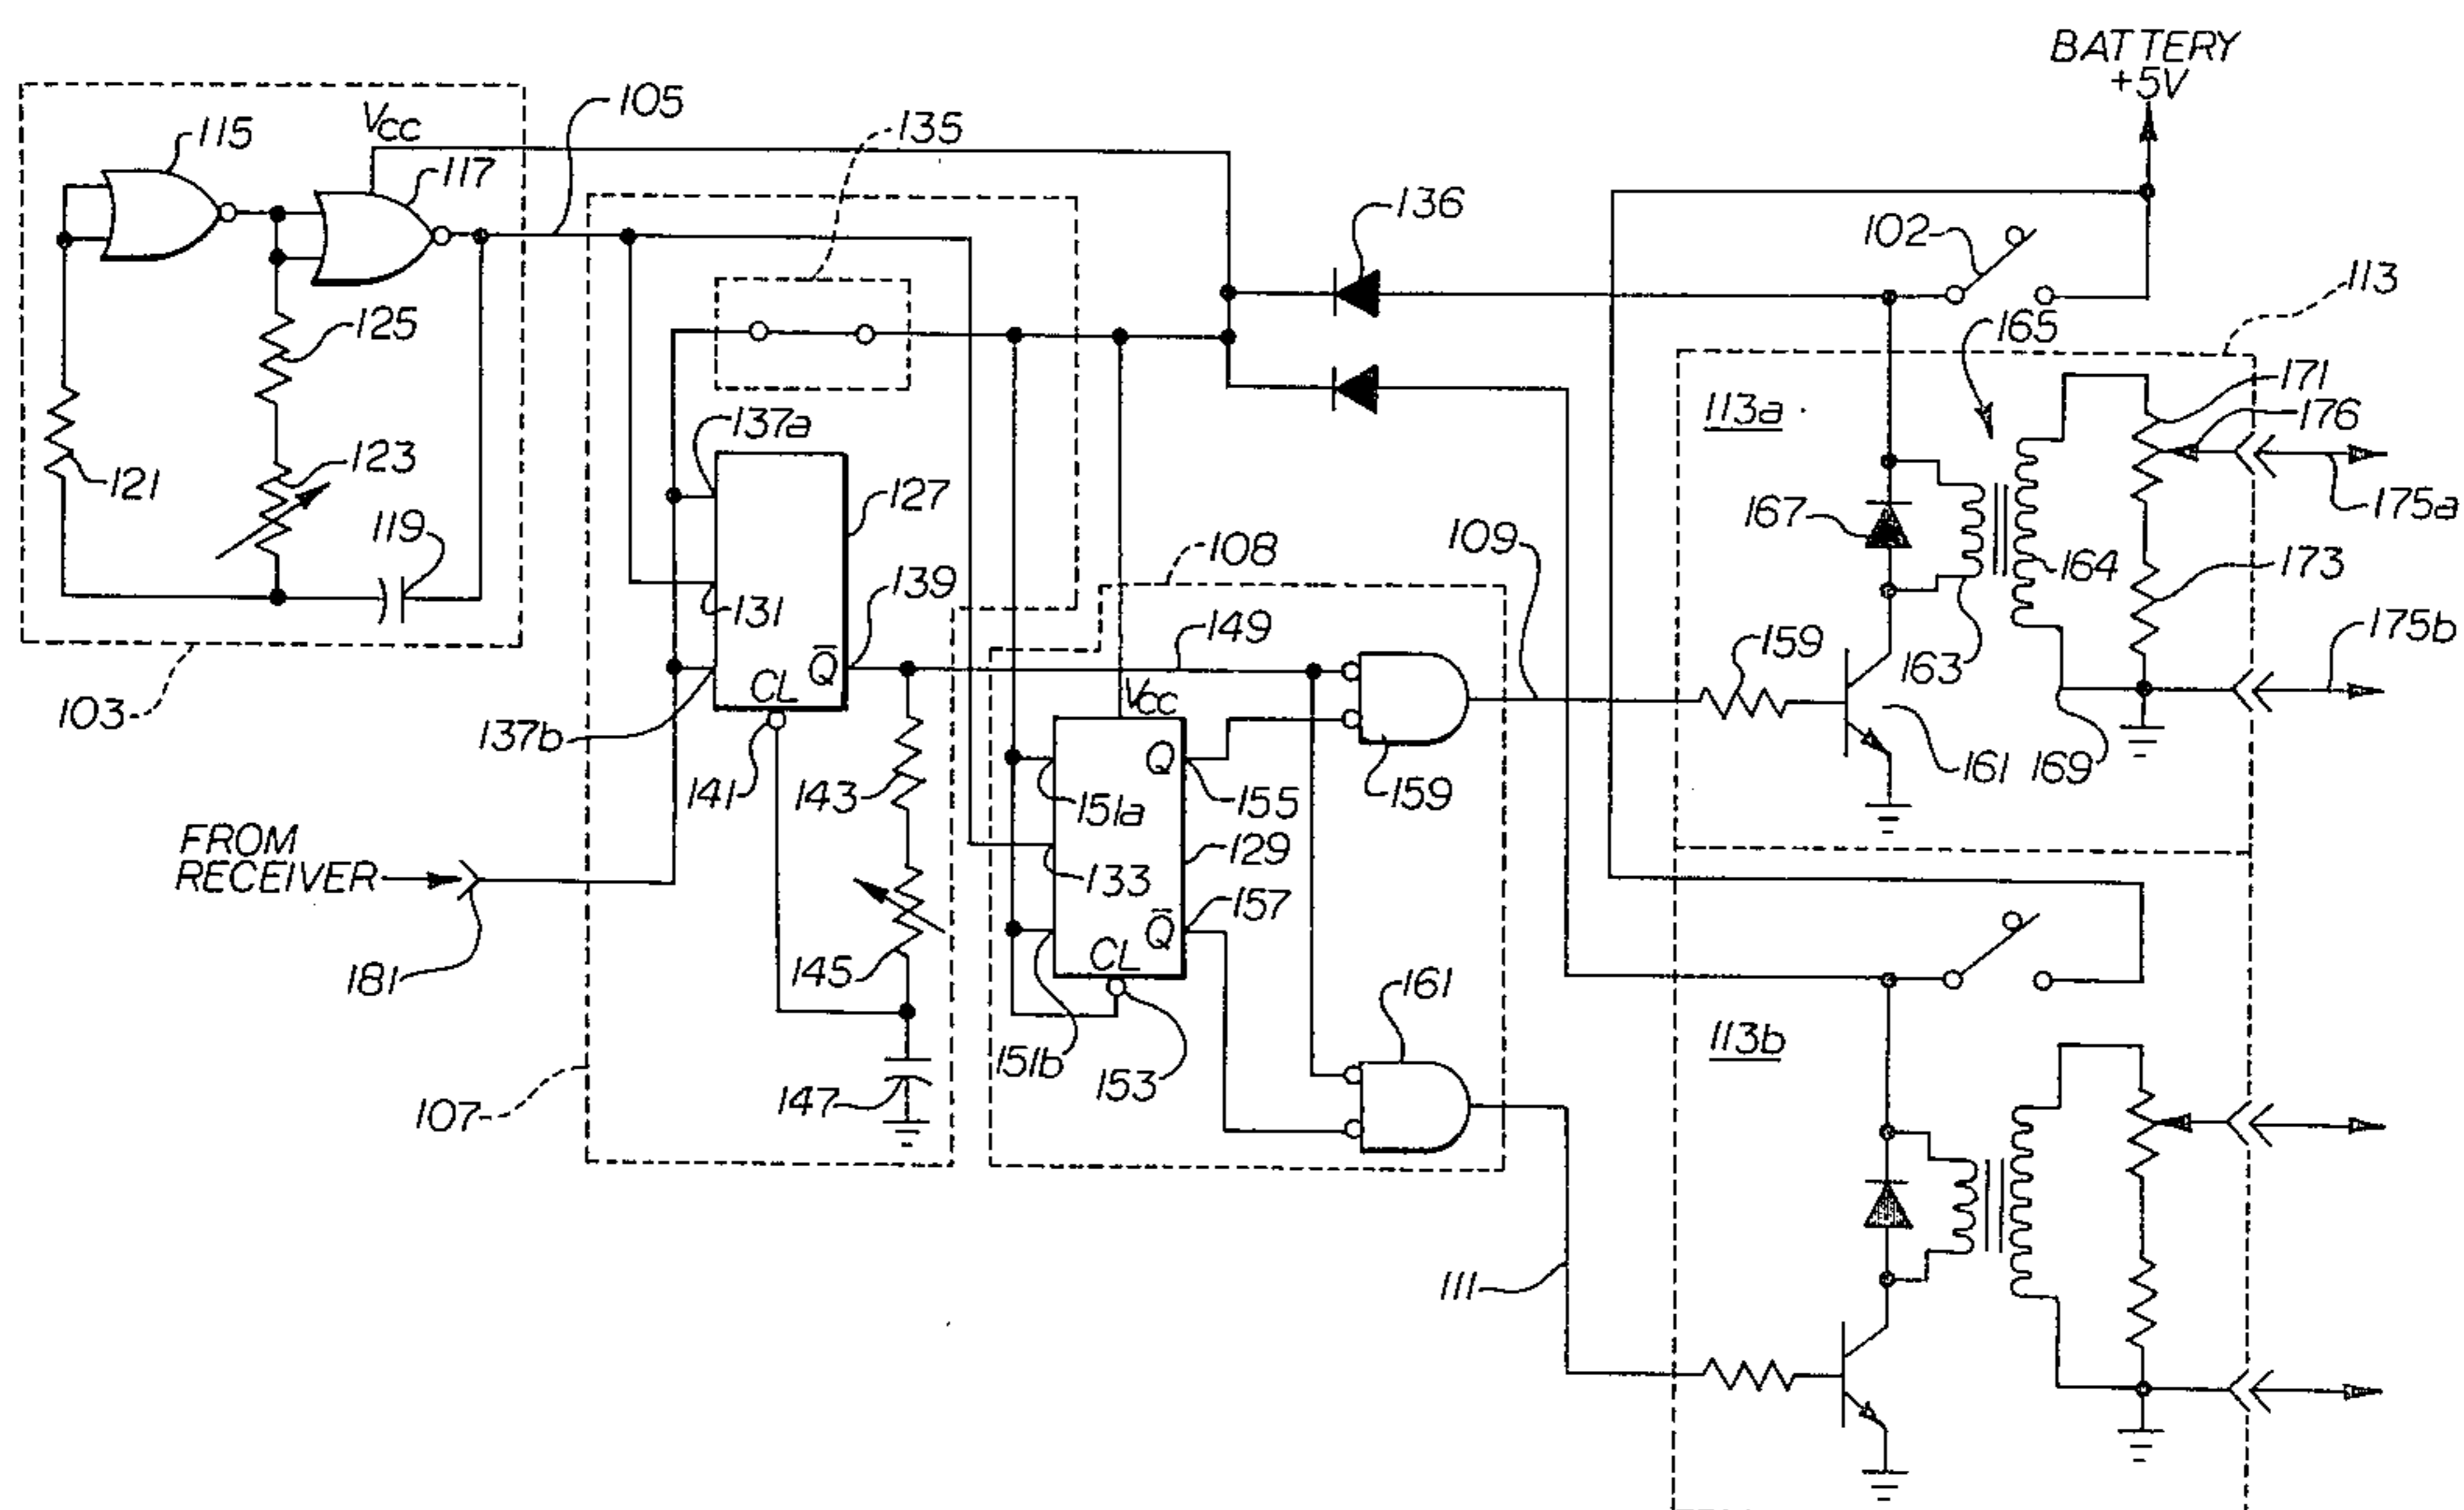 BATTERY
+5V
105
VCC
135
115
117
136
102
113
165
125
171
113a
176
137a
123
121
127
175a
119
167
108
109
139
164
173
131
149
175b
159
163
Q̄
CL
103
VCC
137b
Q
161
169
141
143
151a
155
159
FROM
RECEIVER
129
133
157
Q̄
181
145
CL
161
151b
153
113b
107
147
111